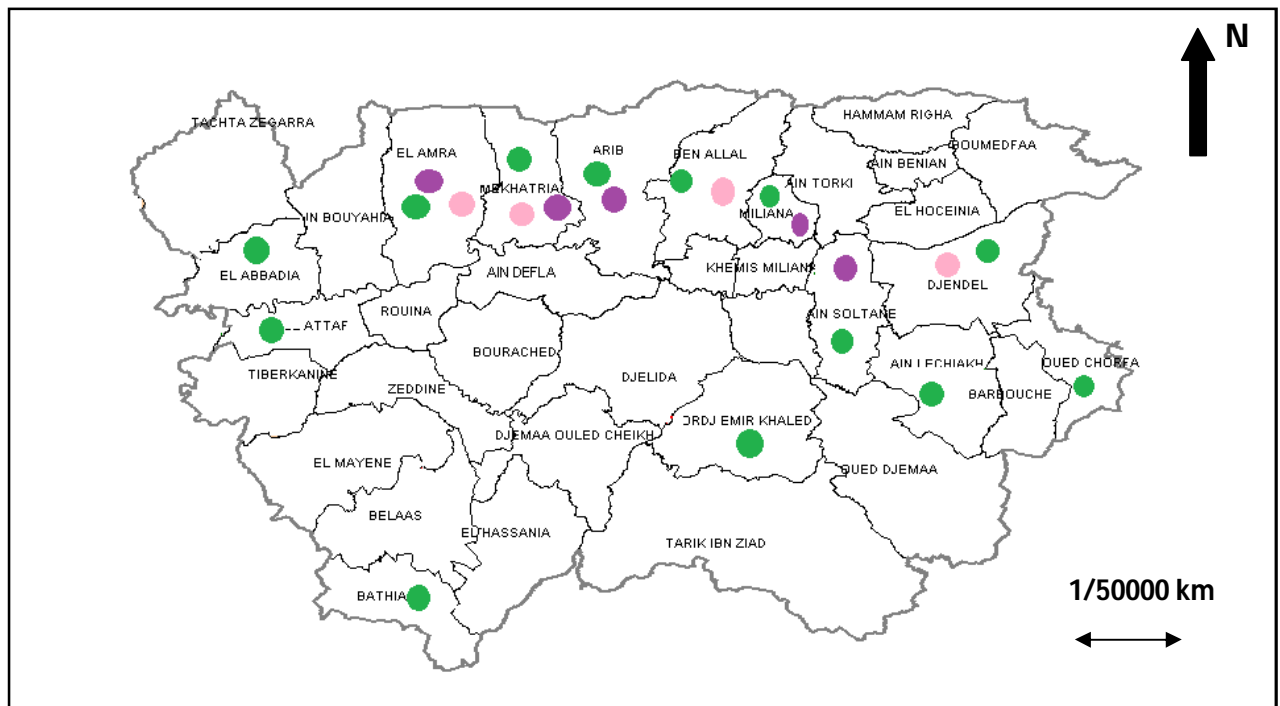 N
HAMMAM RIGHA
TACHTA ZEGARRA
BOUMEDFAA
ARIB
EL AMRA
BEN ALLAL
AIN BENIAN
AIN TORKI
MEKHATRIA
MILIANA
EL HOCEINIA
IN BOUYAHIA
KHEMIS MILIANA
EL ABBADIA
AIN DEFLA
DJENDEL
ROUINA
AIN SOLTANE
ATTAF
BOURACHED
AIN LECHIAKH
OUED CHORFA
TIBERKANINE
DJELIDA
ZEDDINE
BARBOUCHE
ORDJ EMIR KHALED
DJEMAA OULED CHEIKH
EL MAYENE
OUED DJEMAA
BELAAS
EL HASSANIA
TARIK IBN ZIAD
BATHIA
1/50000 km